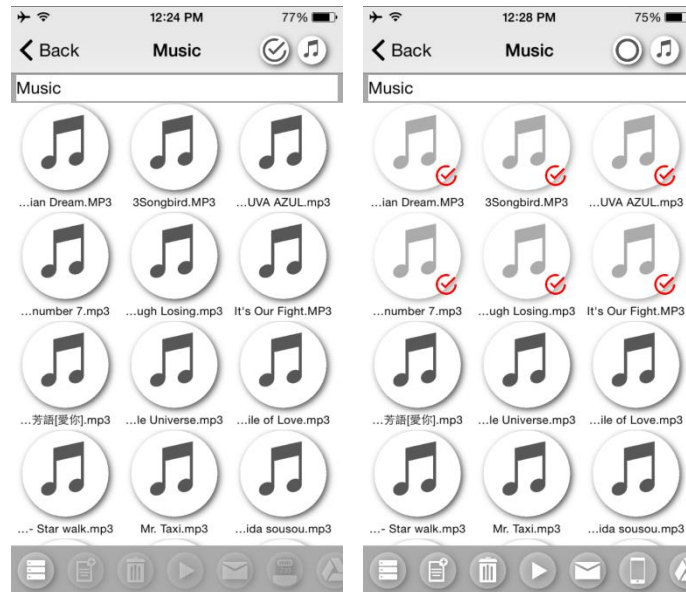 12:24 PM 77%
Back Music
Music
...ian Dream.MP3 3Songbird.MP3 ...UVA AZUL.mp3
...number 7.mp3 ...ugh Losing.mp3 It's Our Fight.MP3
...芳語[愛你].mp3 ...le Universe.mp3 ...ile of Love.mp3
...- Star walk.mp3 Mr. Taxi.mp3 ...ida sousou.mp3
12:28 PM 75%
Back Music
Music
...ian Dream.MP3 3Songbird.MP3 ...UVA AZUL.mp3
...number 7.mp3 ...ugh Losing.mp3 It's Our Fight.MP3
...芳語[愛你].mp3 ...le Universe.mp3 ...ile of Love.mp3
...- Star walk.mp3 Mr. Taxi.mp3 ...ida sousou.mp3